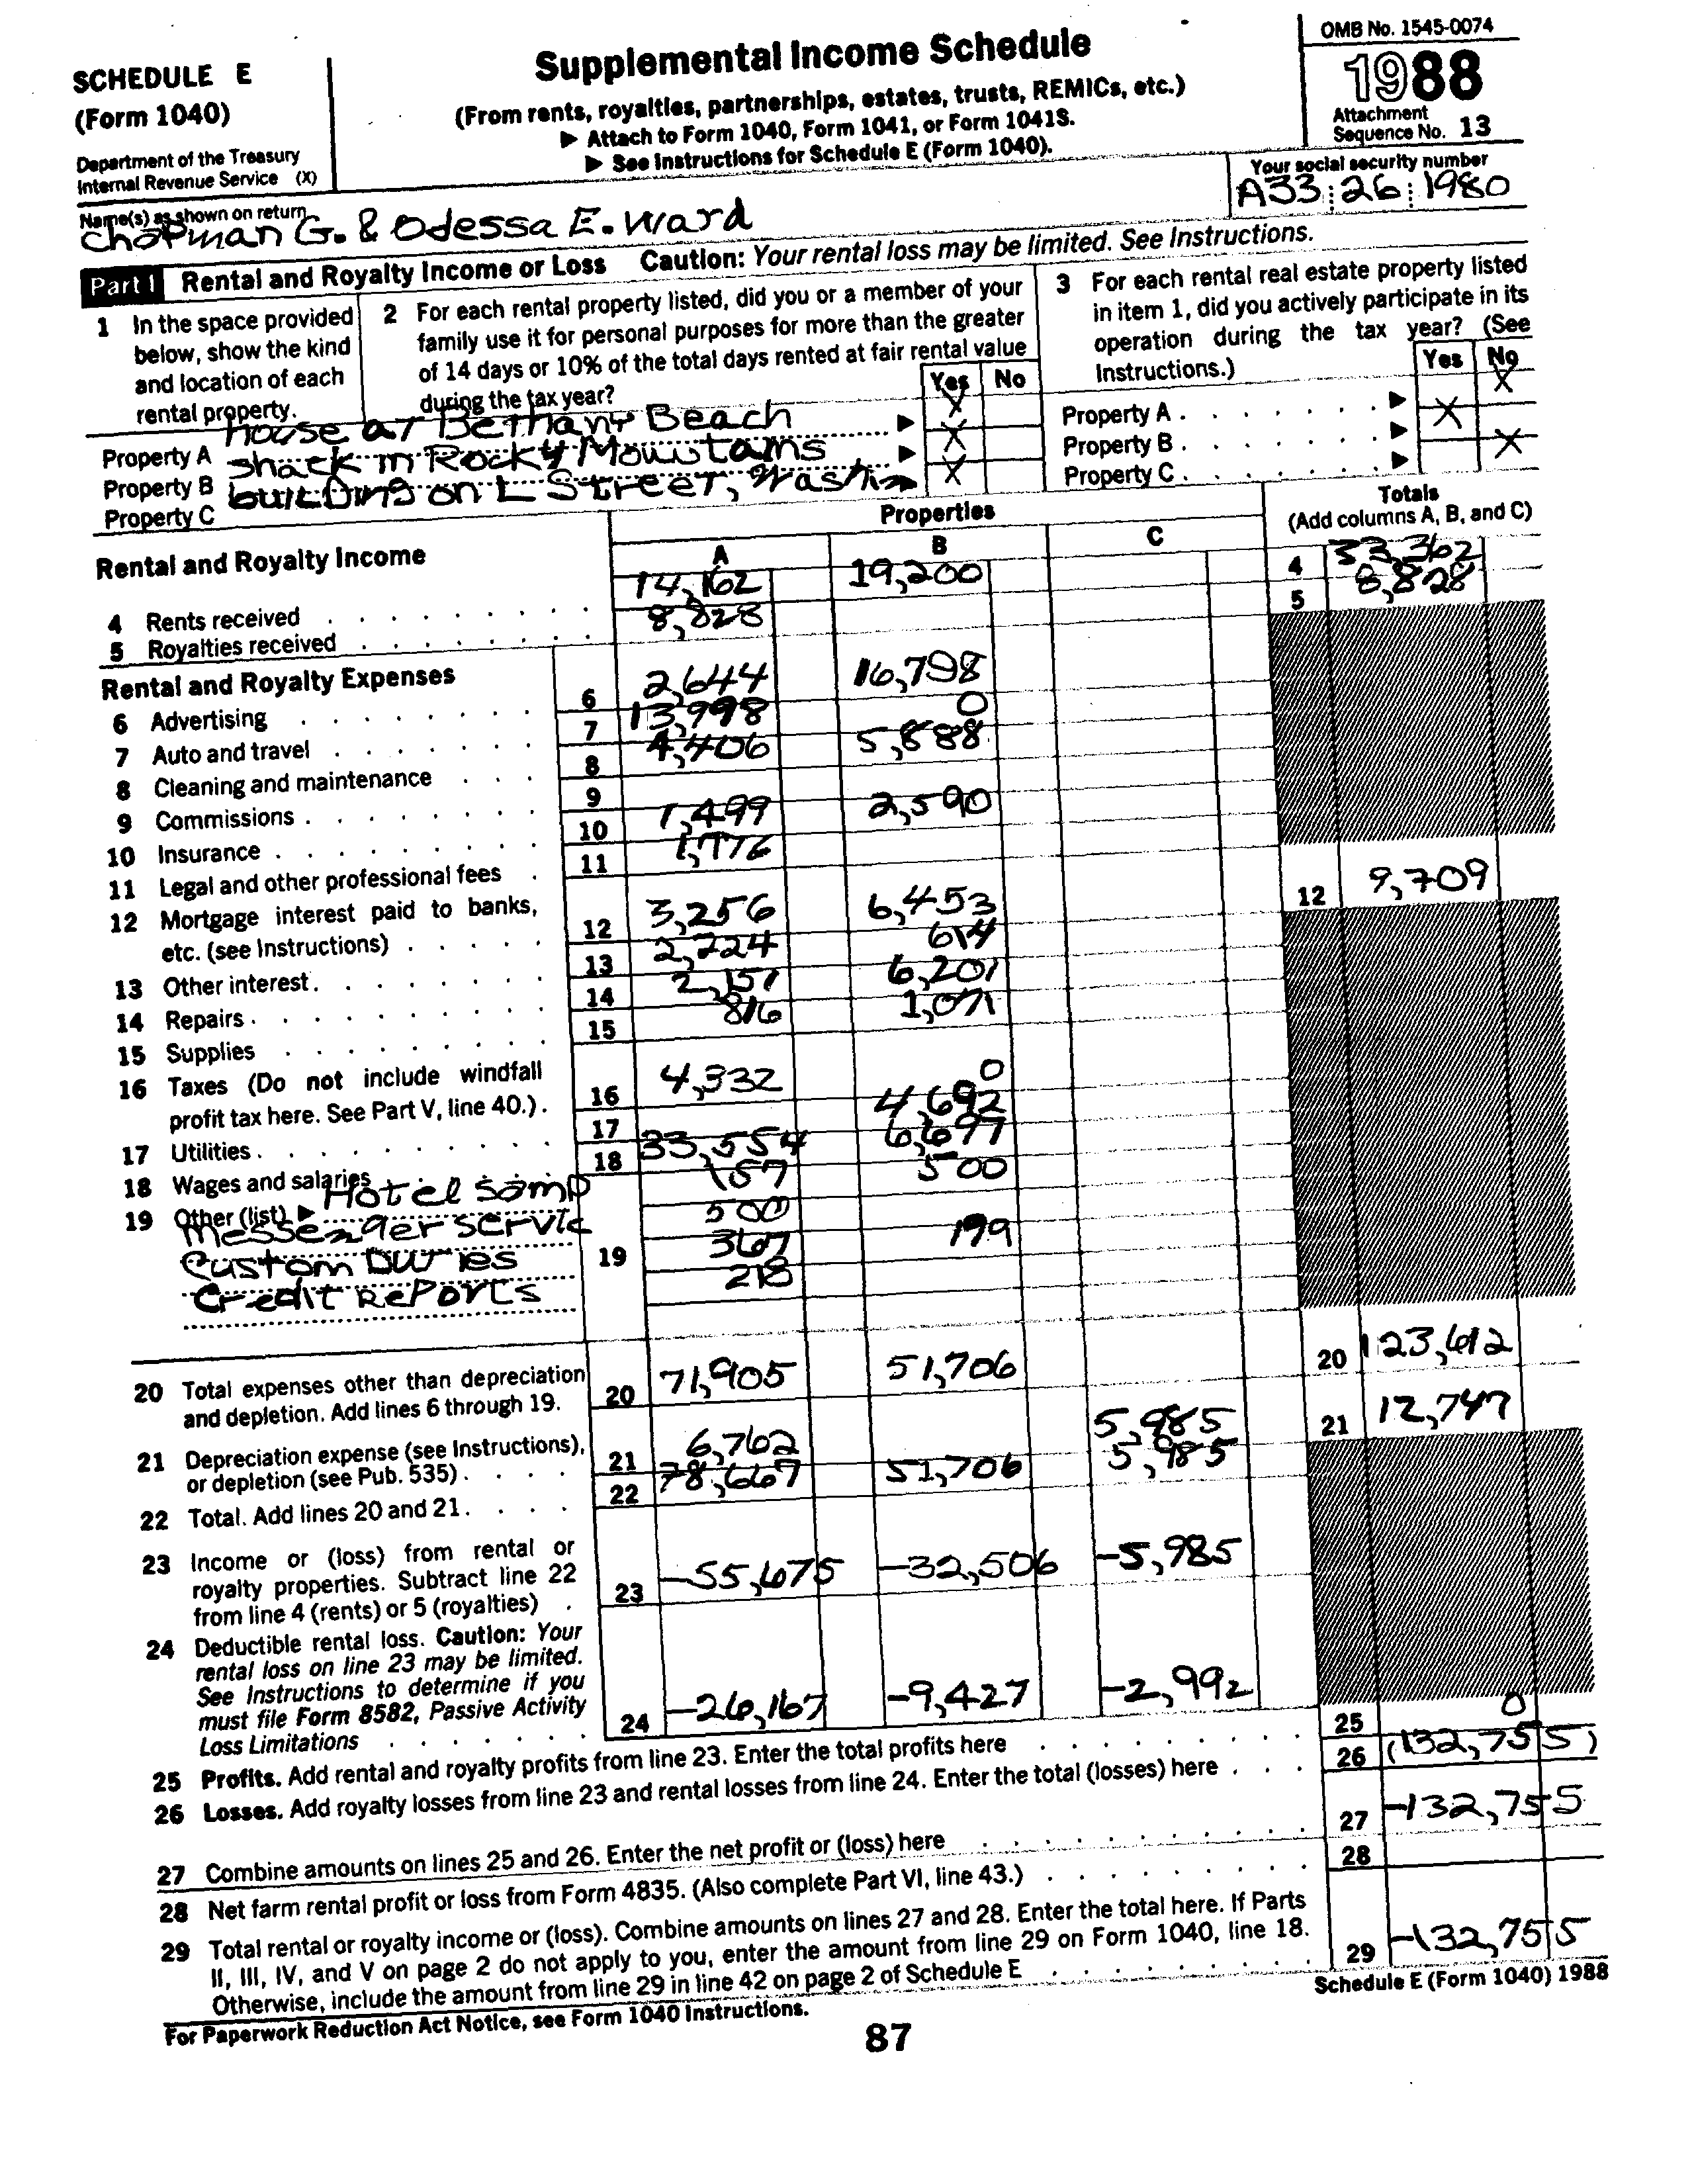 SCHEDULE E
(Form 1040)
Department of the Treasury
Internal Revenue Service (X)
Supplemental Income Schedule
(From rents, royalties, partnerships, estates, trusts, REMICs, etc.)
▶ Attach to Form 1040, Form 1041, or Form 1041S.
▶ See Instructions for Schedule E (Form 1040).
OMB No. 1545-0074
1988
Attachment
Sequence No. 13
Name(s) as shown on return
Chapman G. & Odessa E. Ward
Your social security number
A33 26 1980
Part I Rental and Royalty Income or Loss Caution: Your rental loss may be limited. See Instructions.
1 In the space provided
below, show the kind
and location of each
rental property.
2 For each rental property listed, did you or a member of your
family use it for personal purposes for more than the greater
of 14 days or 10% of the total days rented at fair rental value
during the tax year?
Yes No
3 For each rental real estate property listed
in item 1, did you actively participate in its
operation during the tax year? (See
Instructions.)
Yes No
Property A house at Bethany Beach ▶ X
Property B shack in Rocky Mountains ▶ X
Property C building on L Street, Washin ▶ X
Property A . ▶ X
Property B . ▶ X
Property C . ▶ X
Rental and Royalty Income
Properties
A B C
Totals
(Add columns A, B, and C)
4 Rents received 14,162 19,200 4 33,362
5 Royalties received 8,828 5 8,828
Rental and Royalty Expenses
6 Advertising 6 2,644 16,798
7 Auto and travel 7 13,998 0
8 Cleaning and maintenance 8 4,406 5,888
9 Commissions 9
10 Insurance 10 1,499 2,590
11 Legal and other professional fees 11 1,776
12 Mortgage interest paid to banks,
etc. (see Instructions) 12 3,256 6,453 12 9,709
13 Other interest 13 2,224 614
14 Repairs 14 2,151 6,201
15 Supplies 15 816 1,071
16 Taxes (Do not include windfall
profit tax here. See Part V, line 40.) 16 4,332 0
17 Utilities 17 4,692
18 Wages and salaries 18 33,554 6,697
19 Other (list) ▶ Hotel Somp 187 500
Messenger servic 500
Custom Duties 19 367 199
Credit Reports 218
20 Total expenses other than depreciation
and depletion. Add lines 6 through 19. 20 71,905 51,706 20 123,612
21 Depreciation expense (see Instructions),
or depletion (see Pub. 535) 21 6,762 5,985 21 12,747
22 Total. Add lines 20 and 21 22 78,667 51,706 5,985
23 Income or (loss) from rental or
royalty properties. Subtract line 22
from line 4 (rents) or 5 (royalties) 23 -55,675 -32,506 -5,985
24 Deductible rental loss. Caution: Your
rental loss on line 23 may be limited.
See Instructions to determine if you
must file Form 8582, Passive Activity
Loss Limitations 24 -26,167 -9,427 -2,992
25 Profits. Add rental and royalty profits from line 23. Enter the total profits here 25 0
26 Losses. Add royalty losses from line 23 and rental losses from line 24. Enter the total (losses) here 26 (132,755)
27 Combine amounts on lines 25 and 26. Enter the net profit or (loss) here 27 -132,755
28 Net farm rental profit or loss from Form 4835. (Also complete Part VI, line 43.) 28
29 Total rental or royalty income or (loss). Combine amounts on lines 27 and 28. Enter the total here. If Parts
II, III, IV, and V on page 2 do not apply to you, enter the amount from line 29 on Form 1040, line 18.
Otherwise, include the amount from line 29 in line 42 on page 2 of Schedule E 29 -132,755
For Paperwork Reduction Act Notice, see Form 1040 Instructions.
Schedule E (Form 1040) 1988
87